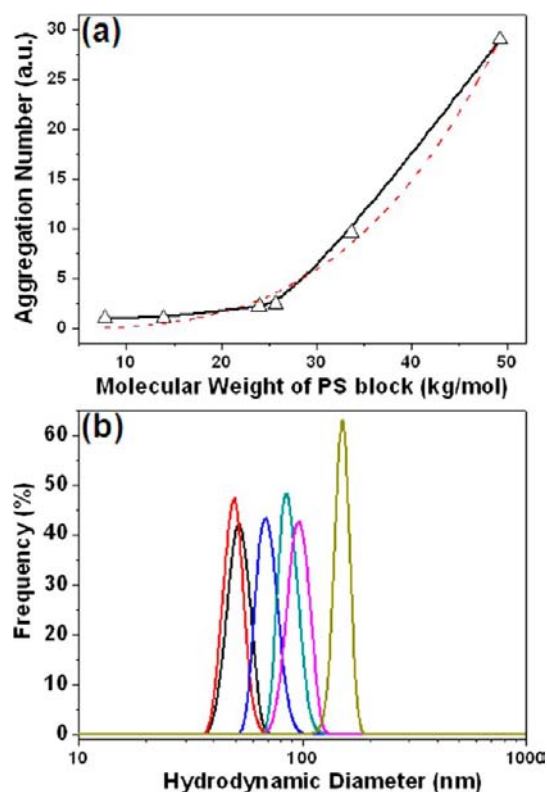 (a)
Aggregation Number (a.u.)
30
25
20
15
10
5
0
10 20 30 40 50
Molecular Weight of PS block (kg/mol)
(b)
Frequency (%)
60
50
40
30
20
10
0
10 100 1000
Hydrodynamic Diameter (nm)